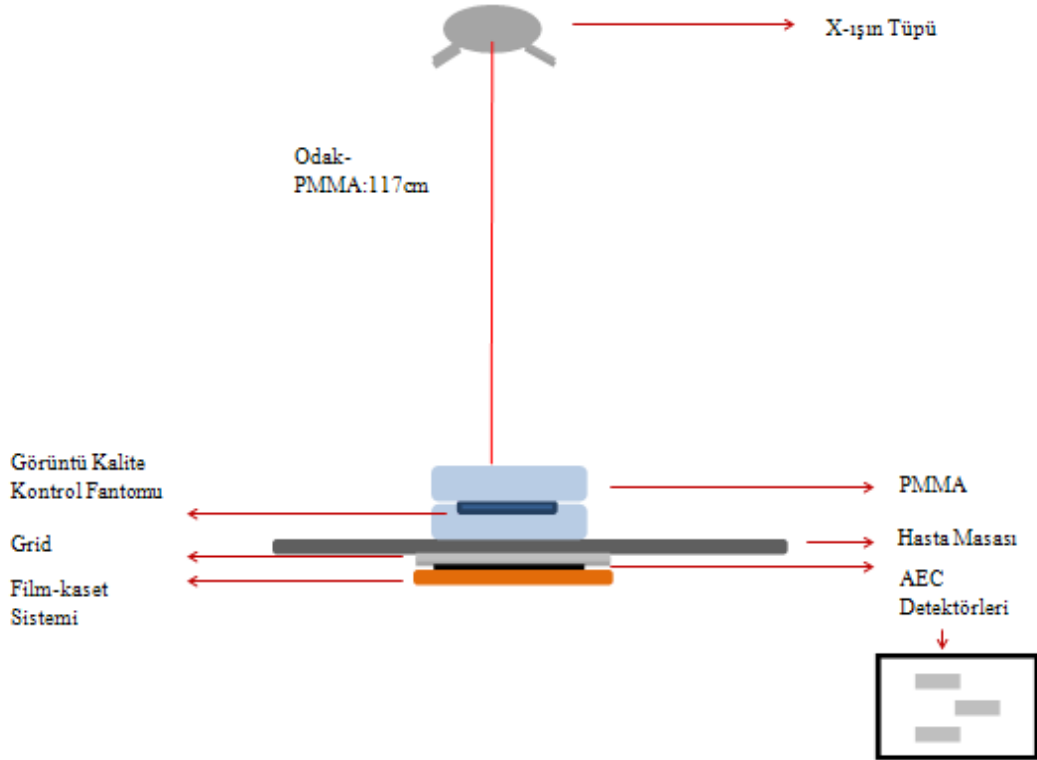 X-ışın Tüpü
Odak-
PMMA:117cm
Görüntü Kalite
Kontrol Fantomu
PMMA
Grid
Hasta Masası
Film-kaset
Sistemi
AEC
Detektörleri